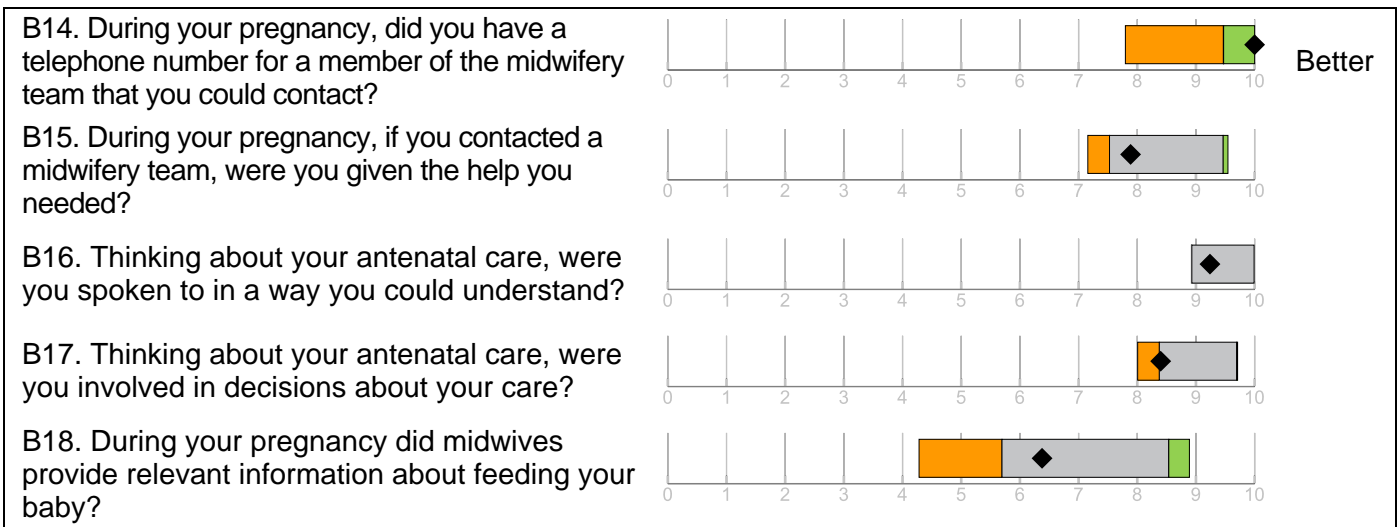 B14. During your pregnancy, did you have a
telephone number for a member of the midwifery
team that you could contact?
0 1 2 3 4 5 6 7 8 9 10
Better
B15. During your pregnancy, if you contacted a
midwifery team, were you given the help you
needed?
0 1 2 3 4 5 6 7 8 9 10
B16. Thinking about your antenatal care, were
you spoken to in a way you could understand?
0 1 2 3 4 5 6 7 8 9 10
B17. Thinking about your antenatal care, were
you involved in decisions about your care?
0 1 2 3 4 5 6 7 8 9 10
B18. During your pregnancy did midwives
provide relevant information about feeding your
baby?
0 1 2 3 4 5 6 7 8 9 10